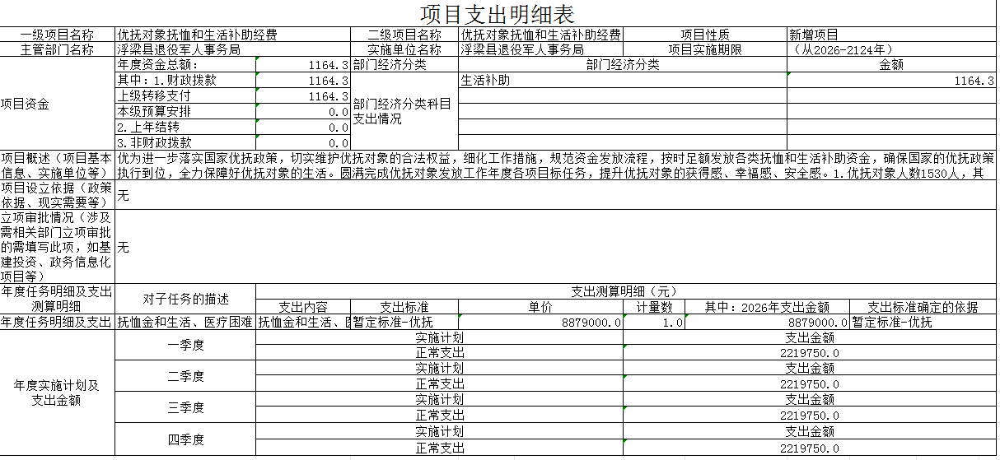 项目支出明细表
一级项目名称 优抚对象抚恤和生活补助经费 二级项目名称 优抚对象抚恤和生活补助经费 项目性质 新增项目
主管部门名称 浮梁县退役军人事务局 实施单位名称 浮梁县退役军人事务局 项目实施期限 （从2026-2124年）
项目资金
年度资金总额： 1164.3 部门经济分类 部门经济分类 金额
其中：1.财政拨款 1164.3 部门经济分类科目 支出情况 生活补助 1164.3
上级转移支付 1164.3
本级预算安排 0.0
2.上年结转 0.0
3.非财政拨款 0.0
项目概述（项目基本
信息、实施单位等）
优为进一步落实国家优抚政策，切实维护优抚对象的合法权益，细化工作措施，规范资金发放流程，按时足额发放各类抚恤和生活补助资金，确保国家的优抚政策
执行到位，全力保障好优抚对象的生活。圆满完成优抚对象发放工作年度各项目标任务，提升优抚对象的获得感、幸福感、安全感。1.优抚对象人数1530人，其
项目设立依据（政策
依据、现实需要等）
无
立项审批情况（涉及
需相关部门立项审批
的需填写此项，如基
建投资、政务信息化
项目等）
无
年度任务明细及支出
测算明细
对子任务的描述
支出测算明细（元）
支出内容 支出标准 单价 计量数 其中：2026年支出金额 支出标准确定的依据
年度任务明细及支出 抚恤金和生活、医疗困难 抚恤金和生活、 暂定标准-优抚 8879000.0 1.0 8879000.0 暂定标准-优抚
年度实施计划及
支出金额
一季度
实施计划 支出金额
正常支出 2219750.0
二季度
实施计划 支出金额
正常支出 2219750.0
三季度
实施计划 支出金额
正常支出 2219750.0
四季度
实施计划 支出金额
正常支出 2219750.0